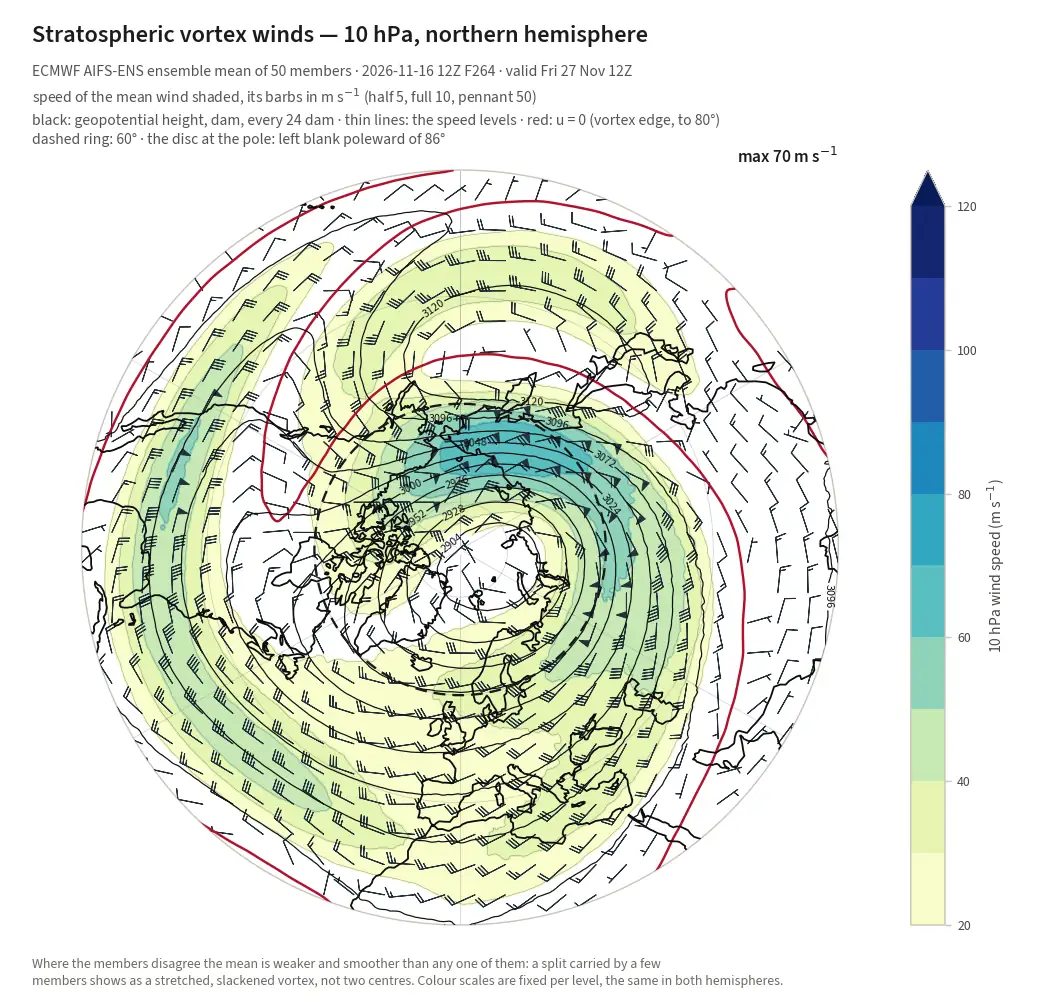 Stratospheric vortex winds — 10 hPa, northern hemisphere
ECMWF AIFS-ENS ensemble mean of 50 members · 2026-11-16 12Z F264 · valid Fri 27 Nov 12Z
speed of the mean wind shaded, its barbs in m s⁻¹ (half 5, full 10, pennant 50)
black: geopotential height, dam, every 24 dam · thin lines: the speed levels · red: u = 0 (vortex edge, to 80°)
dashed ring: 60° · the disc at the pole: left blank poleward of 86°
max 70 m s⁻¹
120
100
80
60
40
20
10 hPa wind speed (m s⁻¹)
3120
3120
3096
3096
3048
3072
3000
2976
3024
2952
2928
2904
3096
Where the members disagree the mean is weaker and smoother than any one of them: a split carried by a few
members shows as a stretched, slackened vortex, not two centres. Colour scales are fixed per level, the same in both hemispheres.